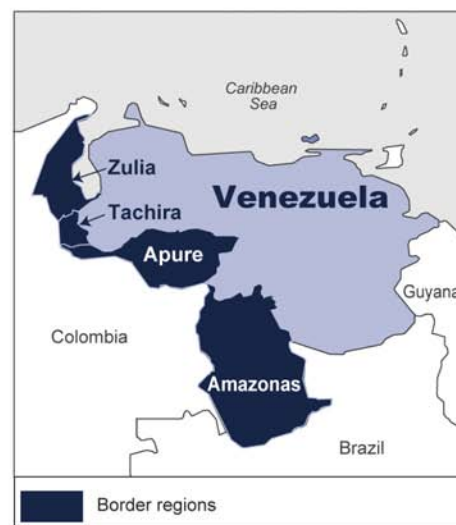 Caribbean
Sea
Zulia
Venezuela
Tachira
Apure
Guyana
Colombia
Amazonas
Brazil
Border regions